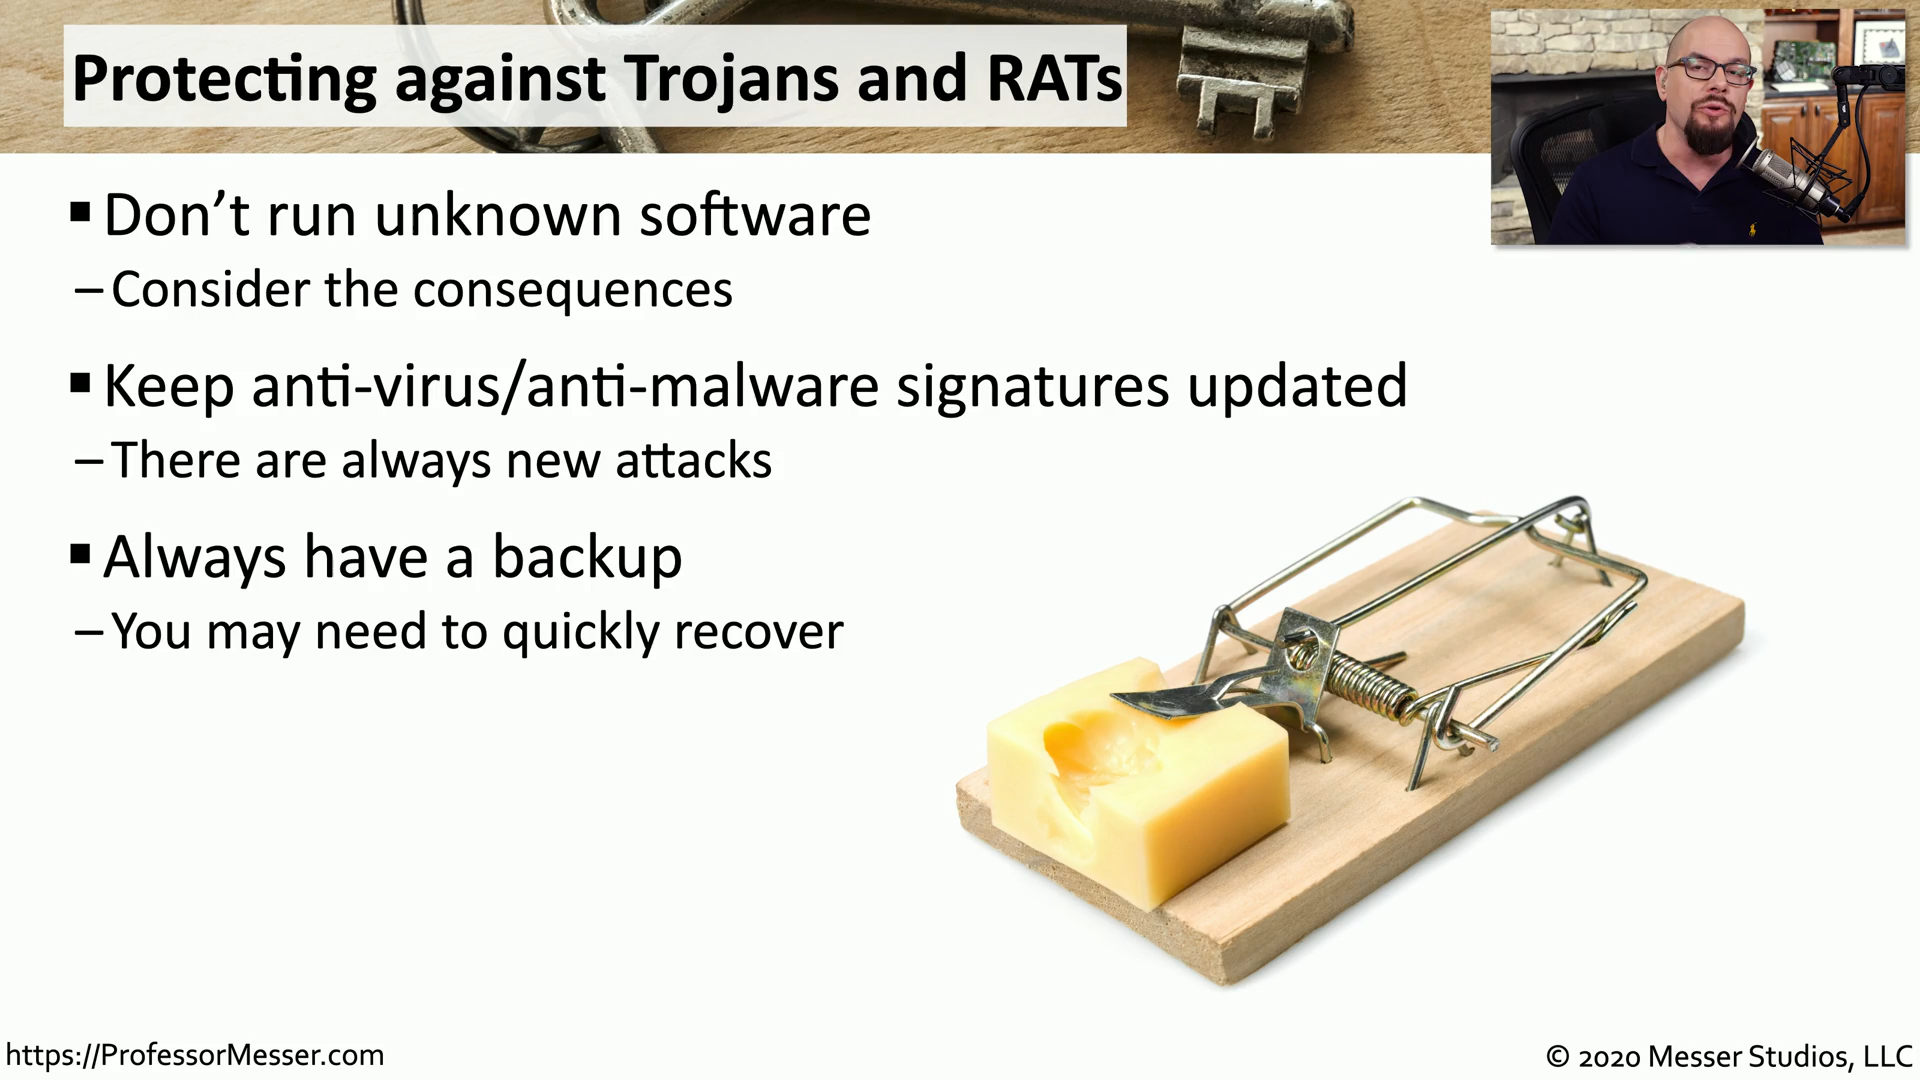 Protecting against Trojans and RATs
▪ Don’t run unknown software
– Consider the consequences
▪ Keep anti-virus/anti-malware signatures updated
– There are always new attacks
▪ Always have a backup
– You may need to quickly recover
https://ProfessorMesser.com
© 2020 Messer Studios, LLC